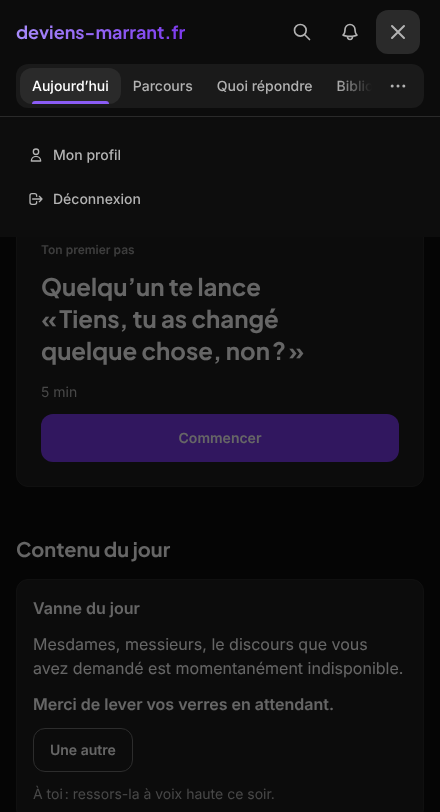 deviens-marrant.fr
Aujourd’hui Parcours Quoi répondre
Mon profil
Déconnexion
Ton premier pas
Quelqu’un te lance
« Tiens, tu as changé
quelque chose, non ? »
5 min
Commencer
Contenu du jour
Vanne du jour
Mesdames, messieurs, le discours que vous
avez demandé est momentanément indisponible.
Merci de lever vos verres en attendant.
Une autre
À toi : ressors-la à voix haute ce soir.